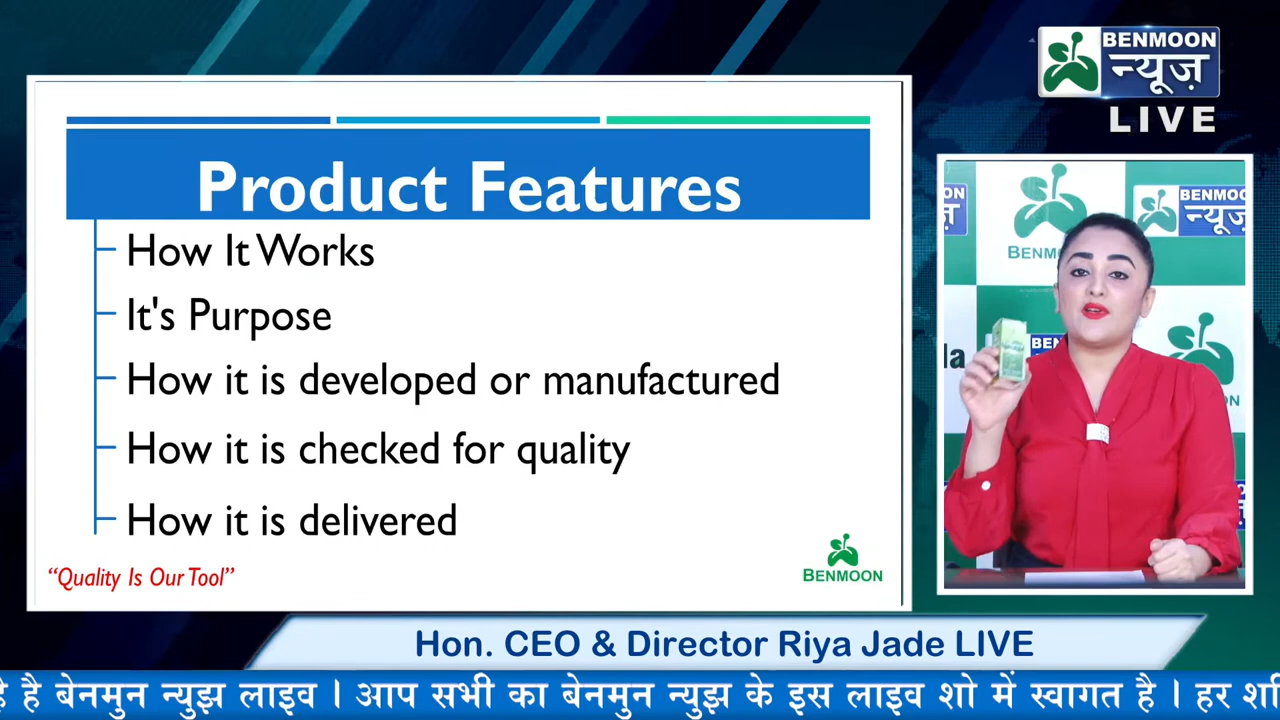 BENMOON
न्यूज़
LIVE
Product Features
How It Works
It's Purpose
How it is developed or manufactured
How it is checked for quality
How it is delivered
“Quality Is Our Tool”
BENMOON
BENMOON
न्यूज़
BENMOON
Hon. CEO & Director Riya Jade LIVE
है बेनमुन न्युझ लाइव । आप सभी का बेनमुन न्युझ के इस लाइव शो में स्वागत है । हर